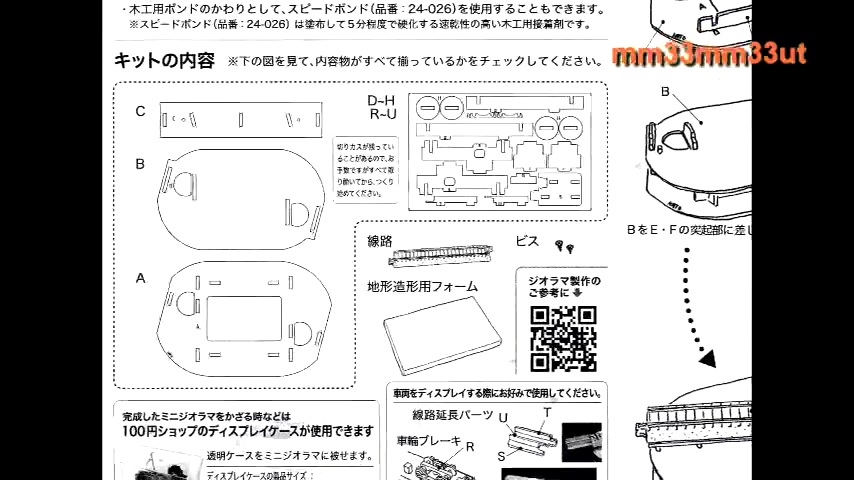 ・木工用ボンドのかわりとして、スピードボンド(品番：24-026)を使用することもできます。
※スピードボンド(品番：24-026) は塗布して５分程度で硬化する速乾性の高い木工用接着剤です。
キットの内容 ※下の図を見て、内容物がすべて揃っているかをチェックしてください。
mm33mm33ut
A
C
D~H
R~U
切りカスが残ってい
ることがあるので、お
手数ですがすべて取
り除いてから、つくり
始めてください。
B
B
B
BをE・Fの突起部に差し
線路
ビス
A
A
地形造形用フォーム
ジオラマ製作の
ご参考に
車両をディスプレイする際にお好みで使用してください。
線路延長パーツ
U
T
S
車輪ブレーキ
R
完成したミニジオラマをかざる時などは
100円ショップのディスプレイケースが使用できます
透明ケースをミニジオラマに被せます。
ディスプレイケースの製品サイズ：